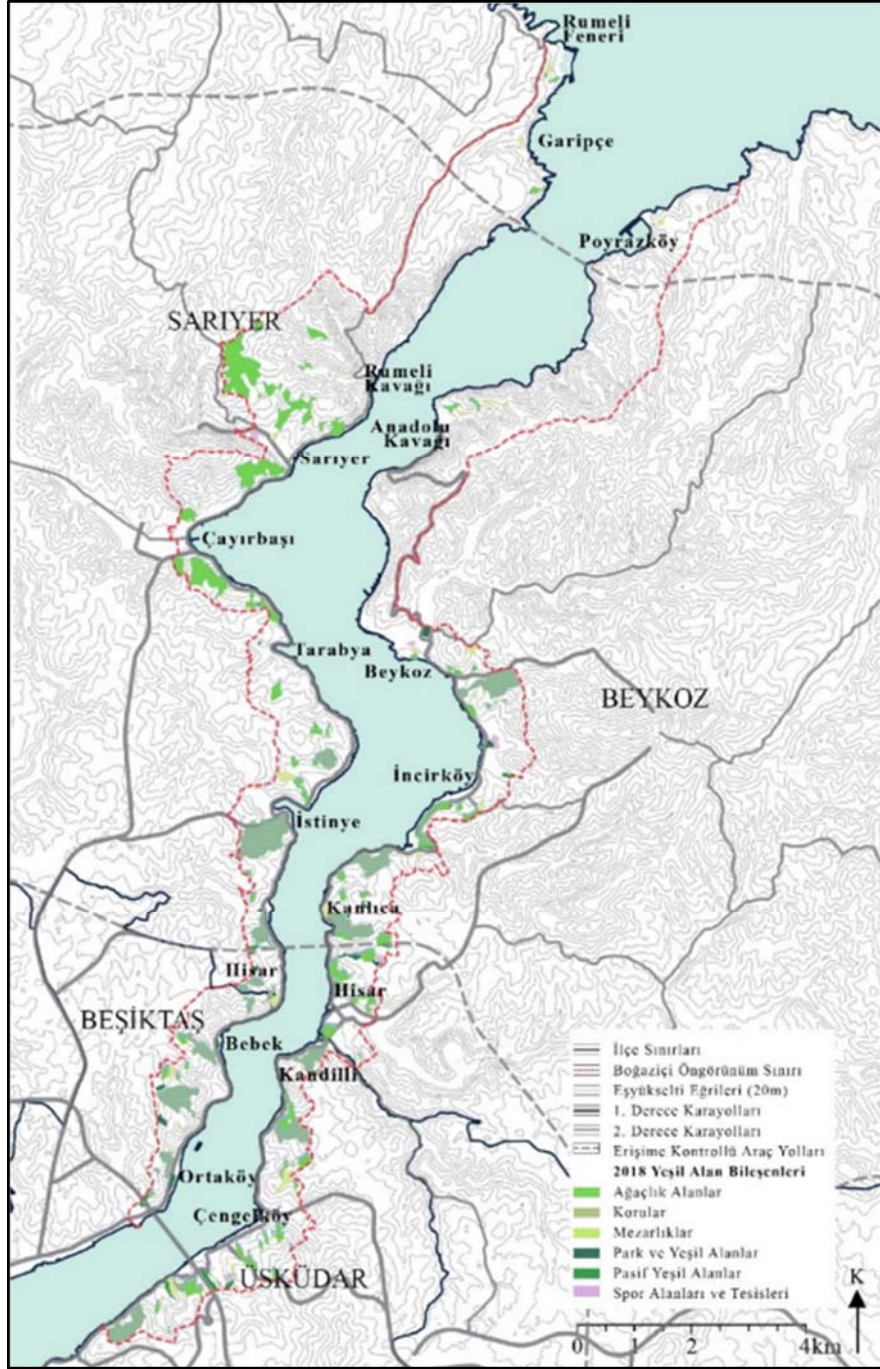 Rumeli
Feneri
Garipçe
Poyrazköy
SARIYER
Rumeli
Kavağı
Anadolu
Kavağı
Sarıyer
Çayırbaşı
Tarabya
Beykoz
BEYKOZ
İncirköy
İstinye
Kanlıca
Hisar
Hisar
BEŞİKTAŞ
Bebek
Kandilli
Ortaköy
Çengelköy
ÜSKÜDAR
İlçe Sınırları
Boğaziçi Öngörünüm Sınırı
Eşyükselti Eğrileri (20m)
1. Derece Karayolları
2. Derece Karayolları
Erişime Kontrollü Araç Yolları
2018 Yeşil Alan Bileşenleri
Ağaçlık Alanlar
Korular
Mezarlıklar
Park ve Yeşil Alanlar
Pasif Yeşil Alanlar
Spor Alanları ve Tesisleri
K
0 2 4km